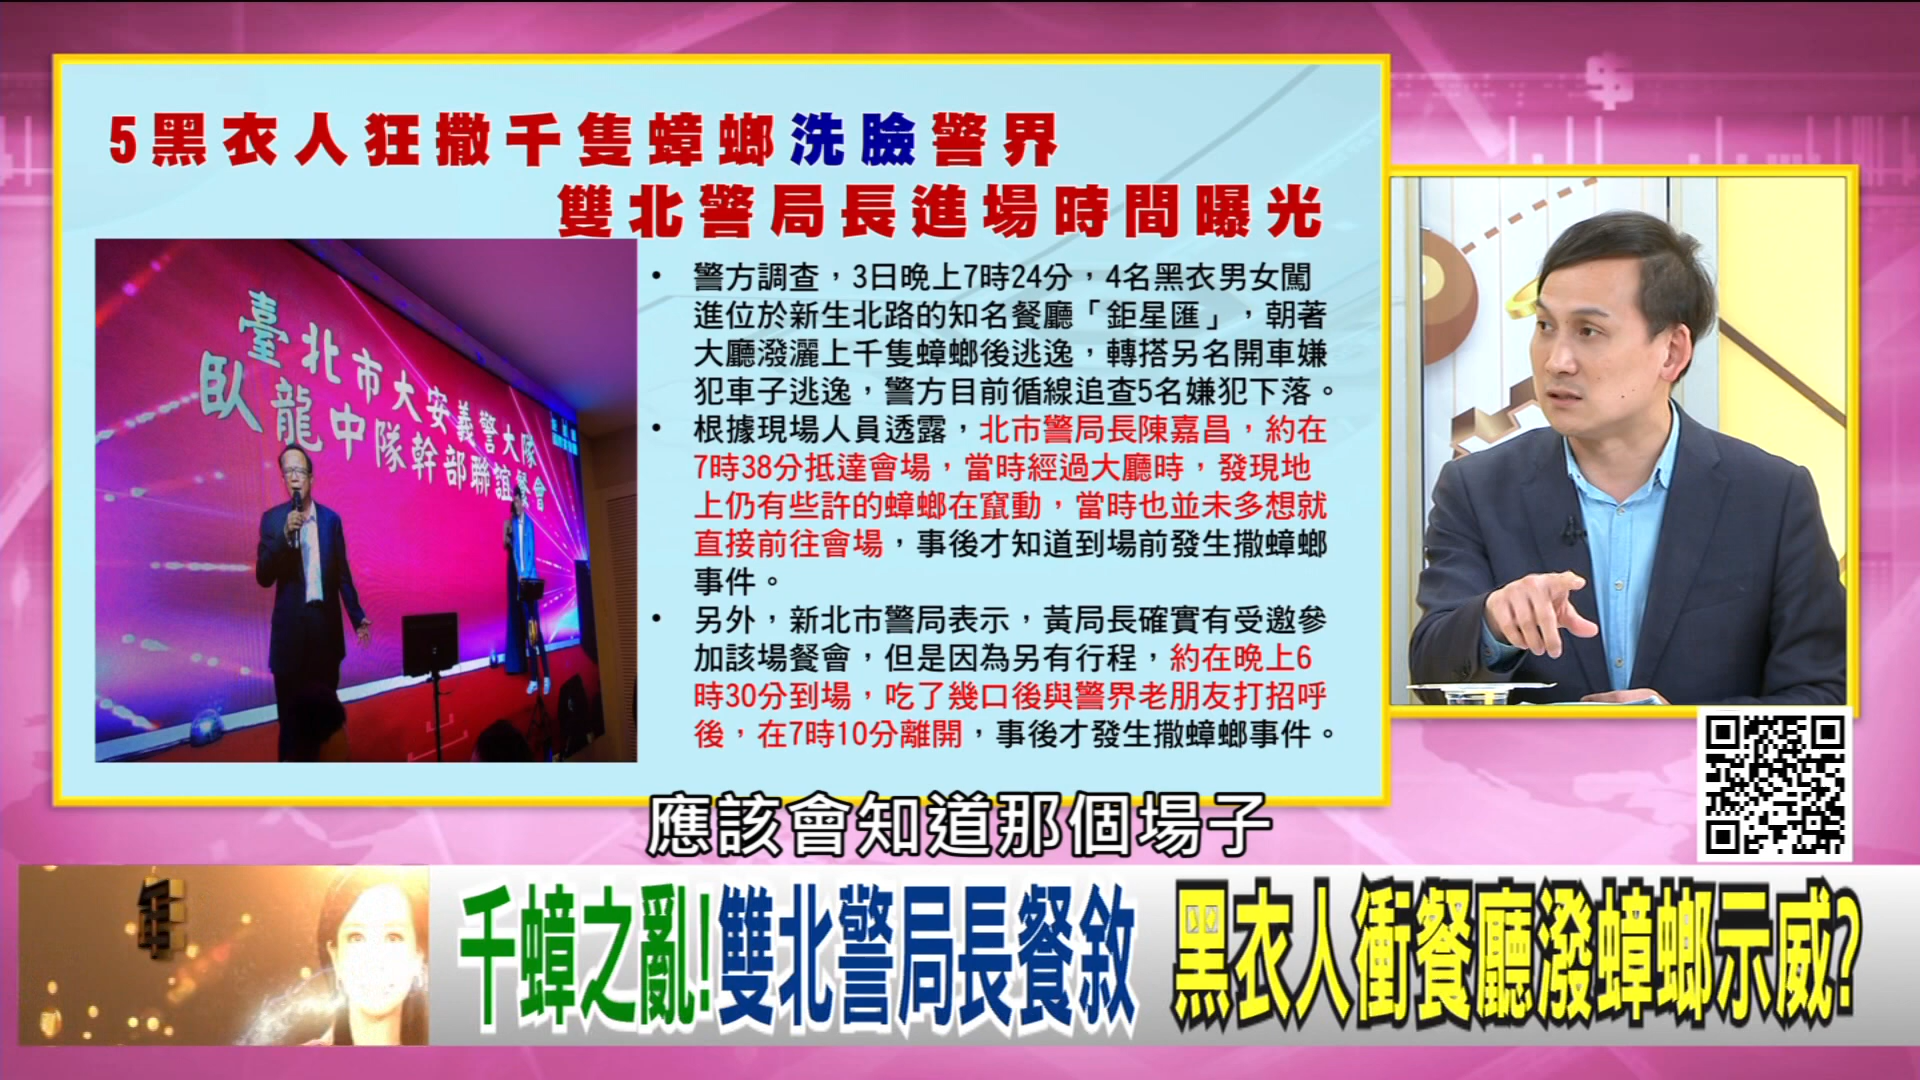 5黑衣人狂撒千隻蟑螂洗臉警界
雙北警局長進場時間曝光
臺北市大安義警大隊
臥龍中隊幹部聯誼餐會
• 警方調查，3日晚上7時24分，4名黑衣男女闖
進位於新生北路的知名餐廳「鉅星匯」，朝著
大廳潑灑上千隻蟑螂後逃逸，轉搭另名開車嫌
犯車子逃逸，警方目前循線追查5名嫌犯下落。
• 根據現場人員透露，北市警局長陳嘉昌，約在
7時38分抵達會場，當時經過大廳時，發現地
上仍有些許的蟑螂在竄動，當時也並未多想就
直接前往會場，事後才知道到場前發生撒蟑螂
事件。
• 另外，新北市警局表示，黃局長確實有受邀參
加該場餐會，但是因為另有行程，約在晚上6
時30分到場，吃了幾口後與警界老朋友打招呼
後，在7時10分離開，事後才發生撒蟑螂事件。
應該會知道那個場子
千蟑之亂!雙北警局長餐敘 黑衣人衝餐廳潑蟑螂示威?